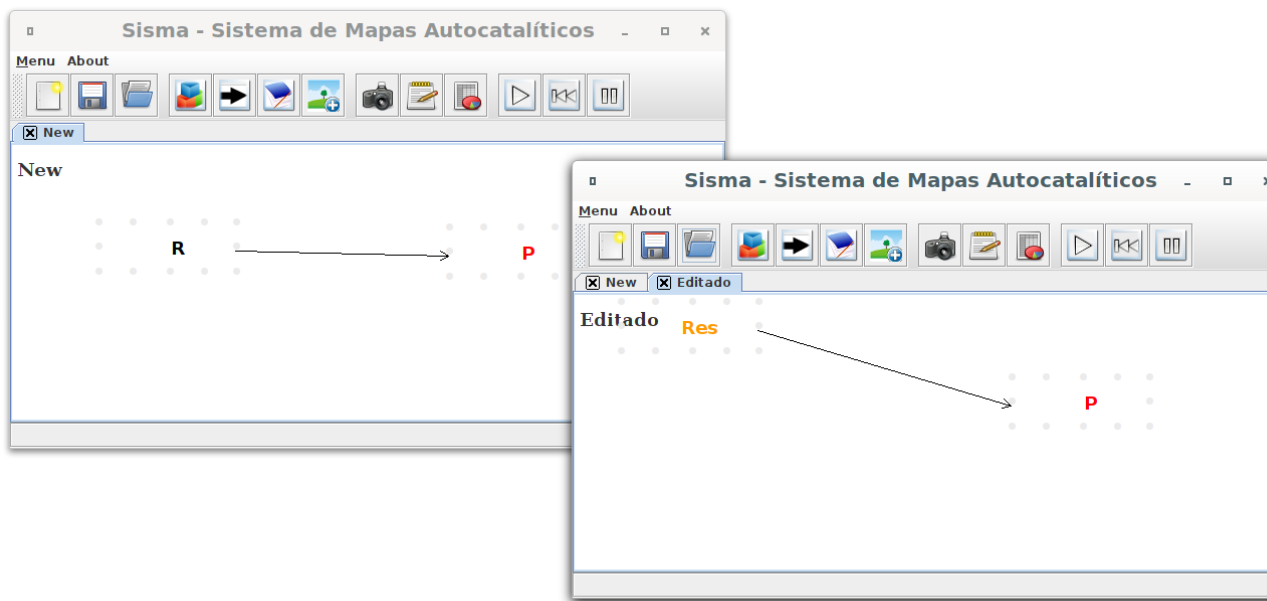 Sisma - Sistema de Mapas Autocatalíticos
Menu About
New
New
R
P
Sisma - Sistema de Mapas Autocatalíticos
Menu About
New Editado
Editado
Res
P